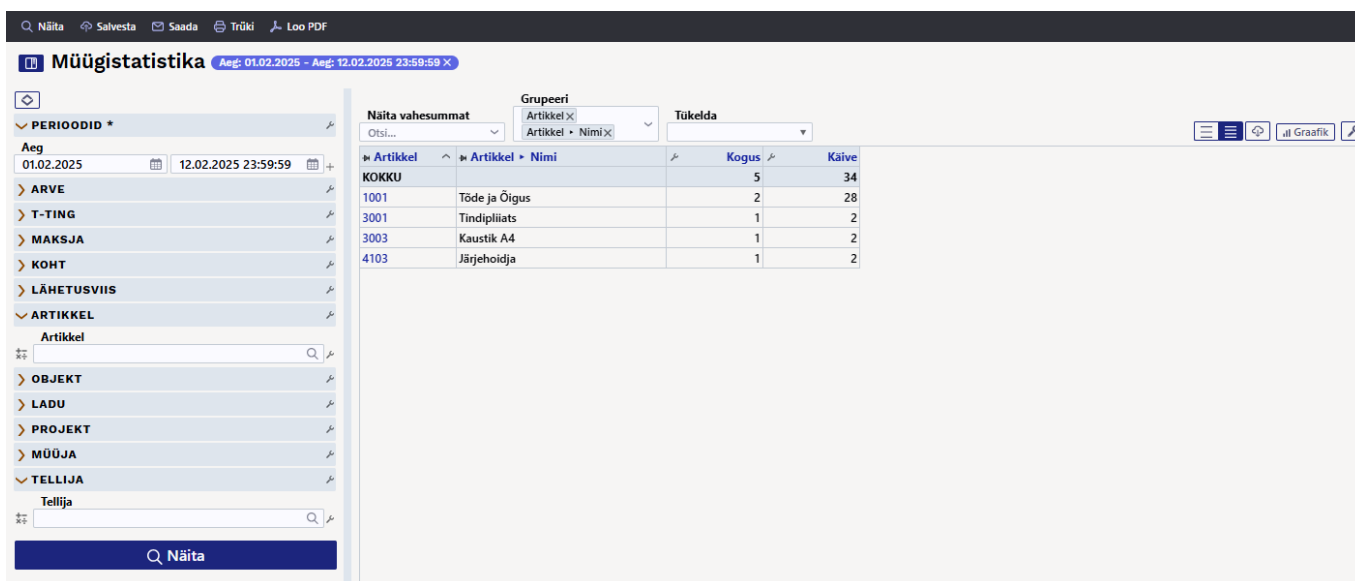 Näita Salvesta Saada Trüki Loo PDF
Müügistatistika Aeg: 01.02.2025 - Aeg: 12.02.2025 23:59:59 ×
PERIOODID *
Aeg
01.02.2025 12.02.2025 23:59:59 +
ARVE
T-TING
MAKSJA
KOHT
LÄHETUSVIIS
ARTIKKEL
Artikkel
OBJEKT
LADU
PROJEKT
MÜÜJA
TELLIJA
Tellija
Näita
Näita vahesummat
Otsi...
Grupeeri
Artikkel ×
Artikkel ‣ Nimi ×
Tükelda
Graafik
Artikkel Artikkel ‣ Nimi Kogus Käive
KOKKU 5 34
1001 Tõde ja Õigus 2 28
3001 Tindipliiats 1 2
3003 Kaustik A4 1 2
4103 Järjehoidja 1 2